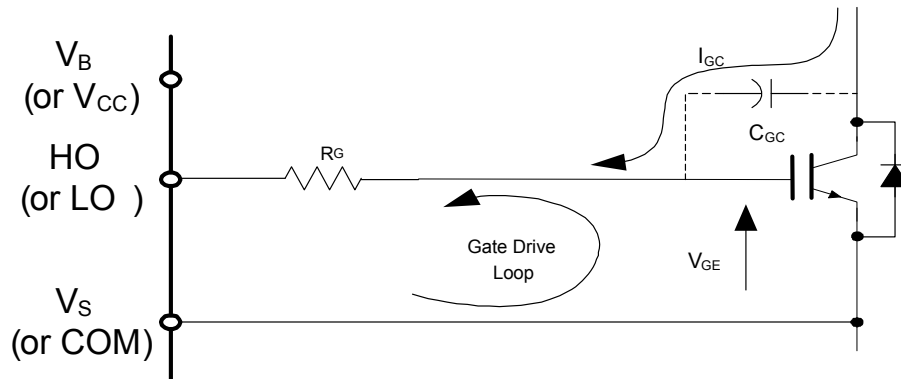 V_B
(or V_CC)
HO
(or LO )
V_S
(or COM)
R_G
Gate Drive
Loop
I_GC
C_GC
V_GE